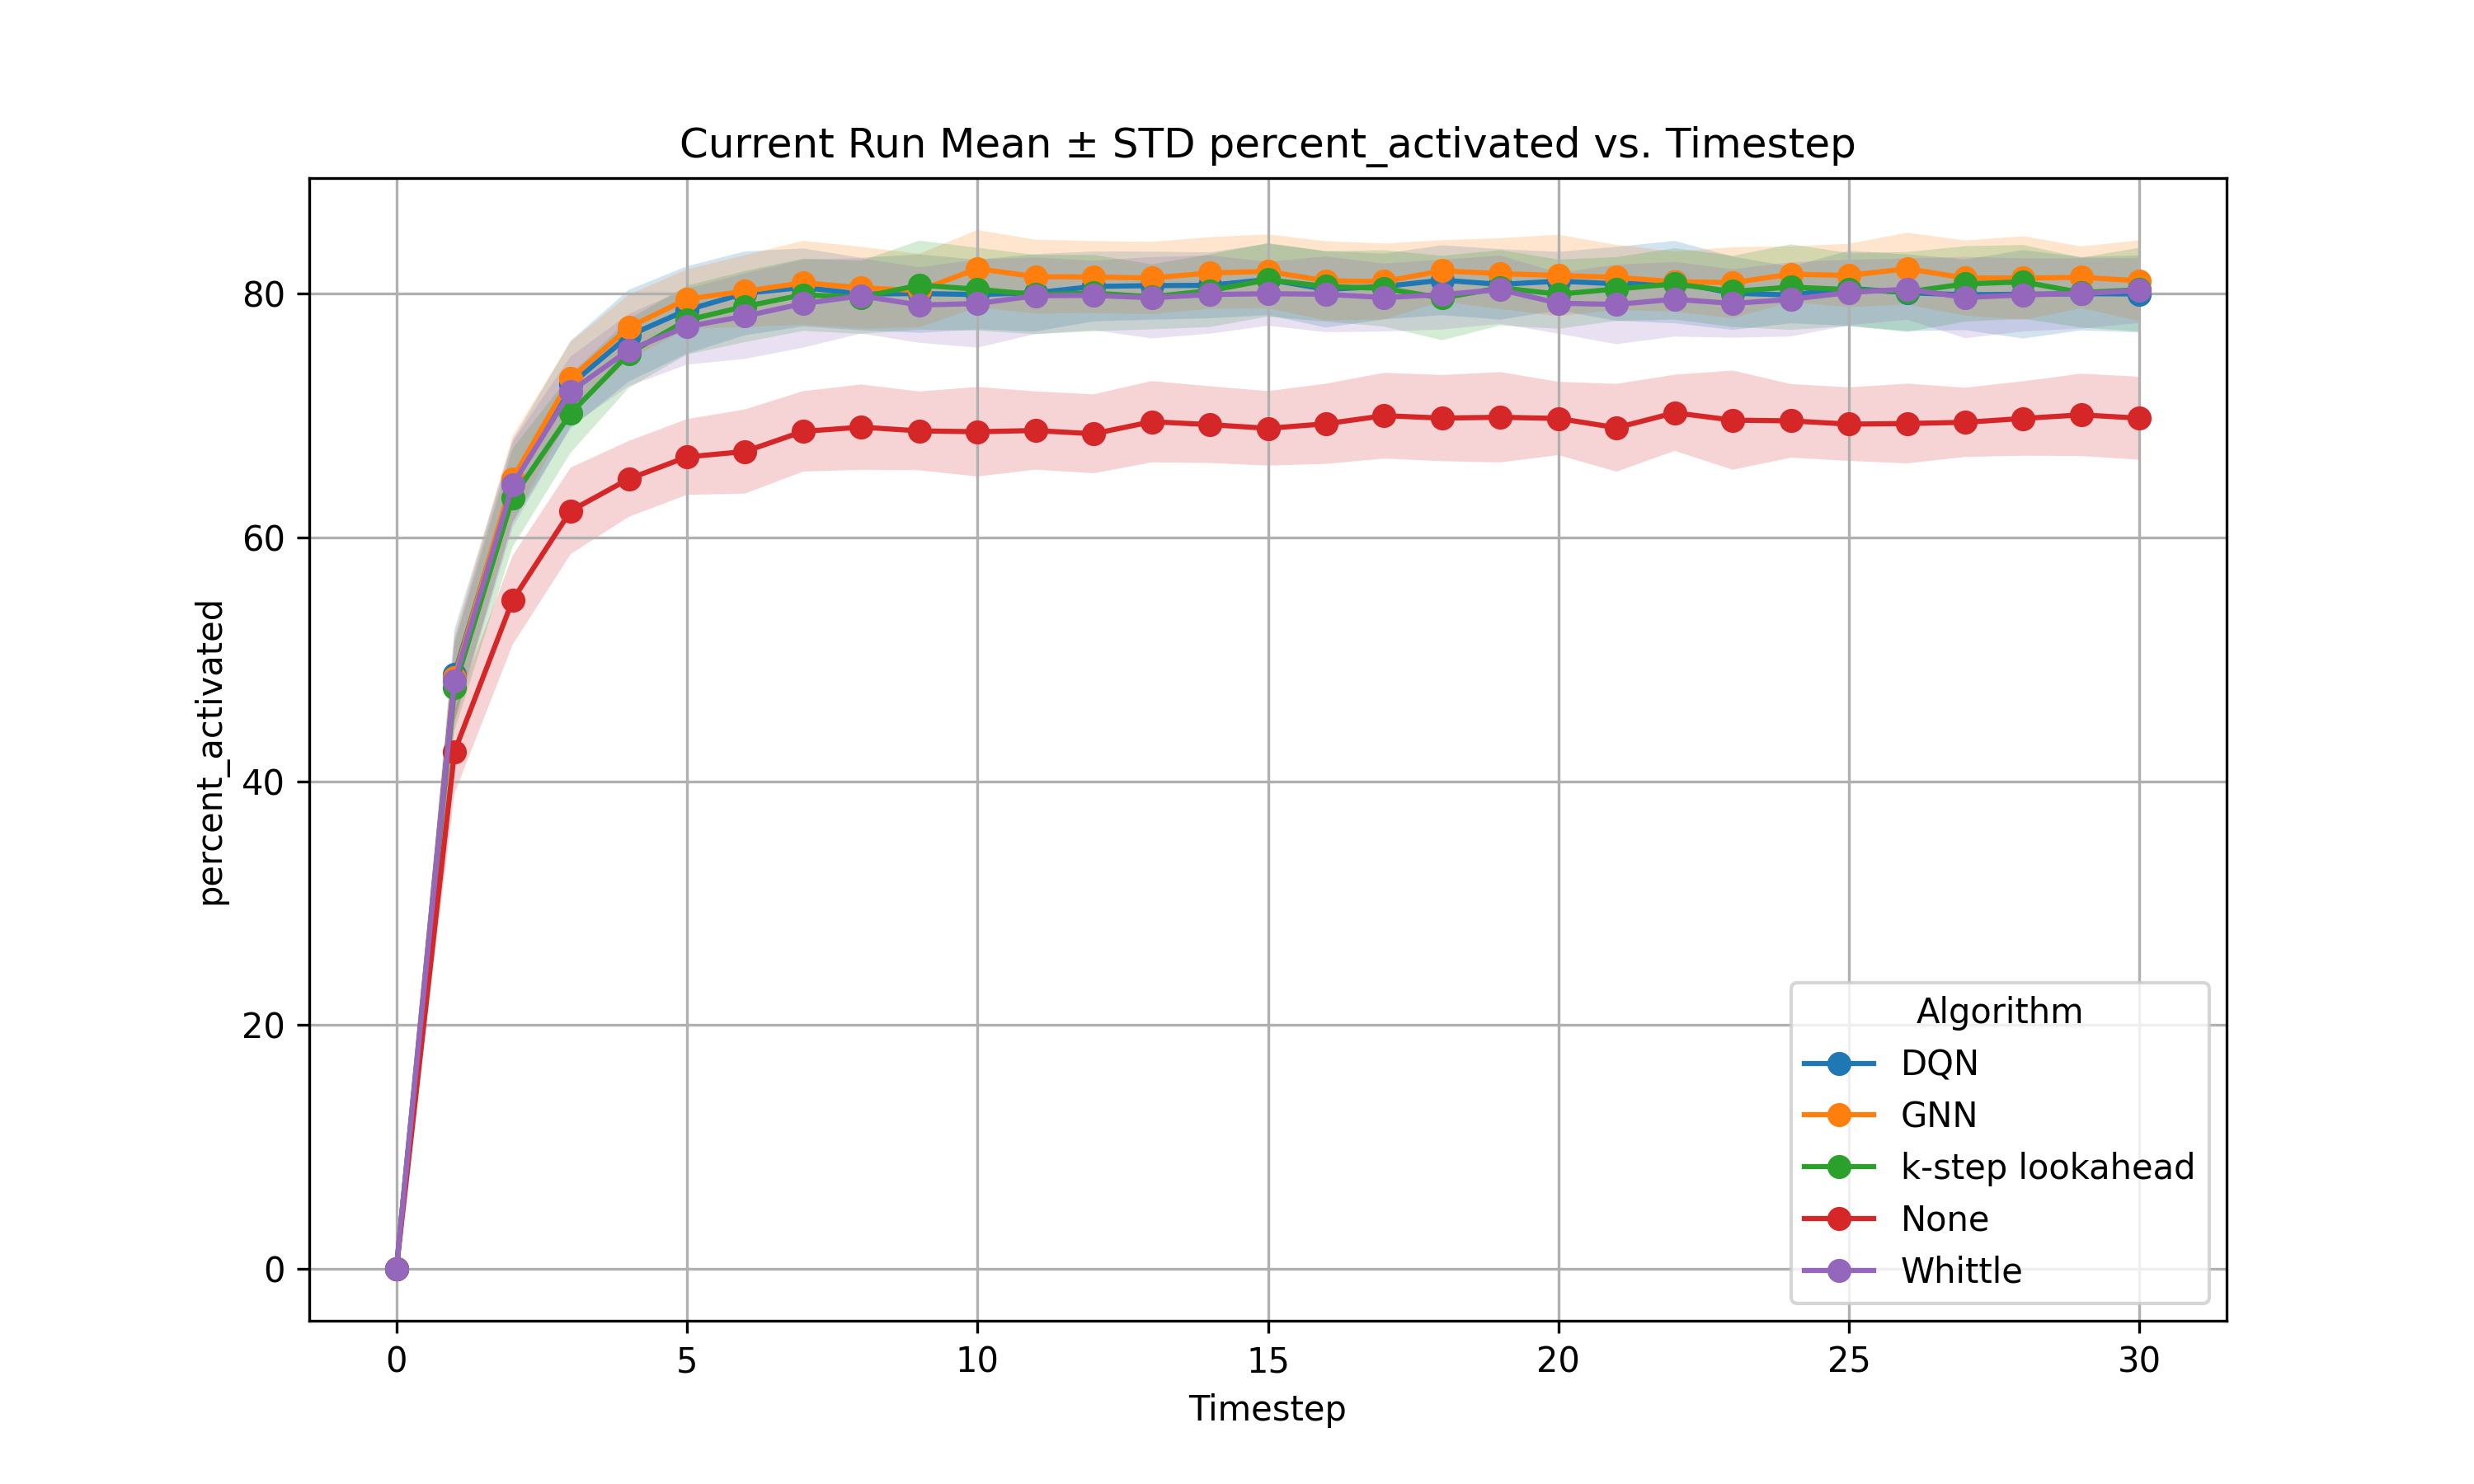 Current Run Mean ± STD percent_activated vs. Timestep
percent_activated
80
60
40
20
0
0 5 10 15 20 25 30
Timestep
Algorithm
DQN
GNN
k-step lookahead
None
Whittle